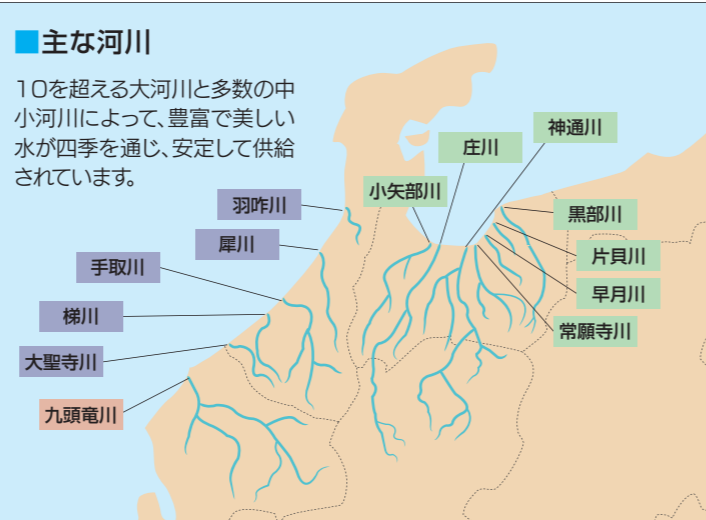 ■主な河川
10を超える大河川と多数の中
小河川によって、豊富で美しい
水が四季を通じ、安定して供給
されています。
神通川
庄川
小矢部川
羽咋川
黒部川
犀川
片貝川
手取川
早月川
梯川
常願寺川
大聖寺川
九頭竜川